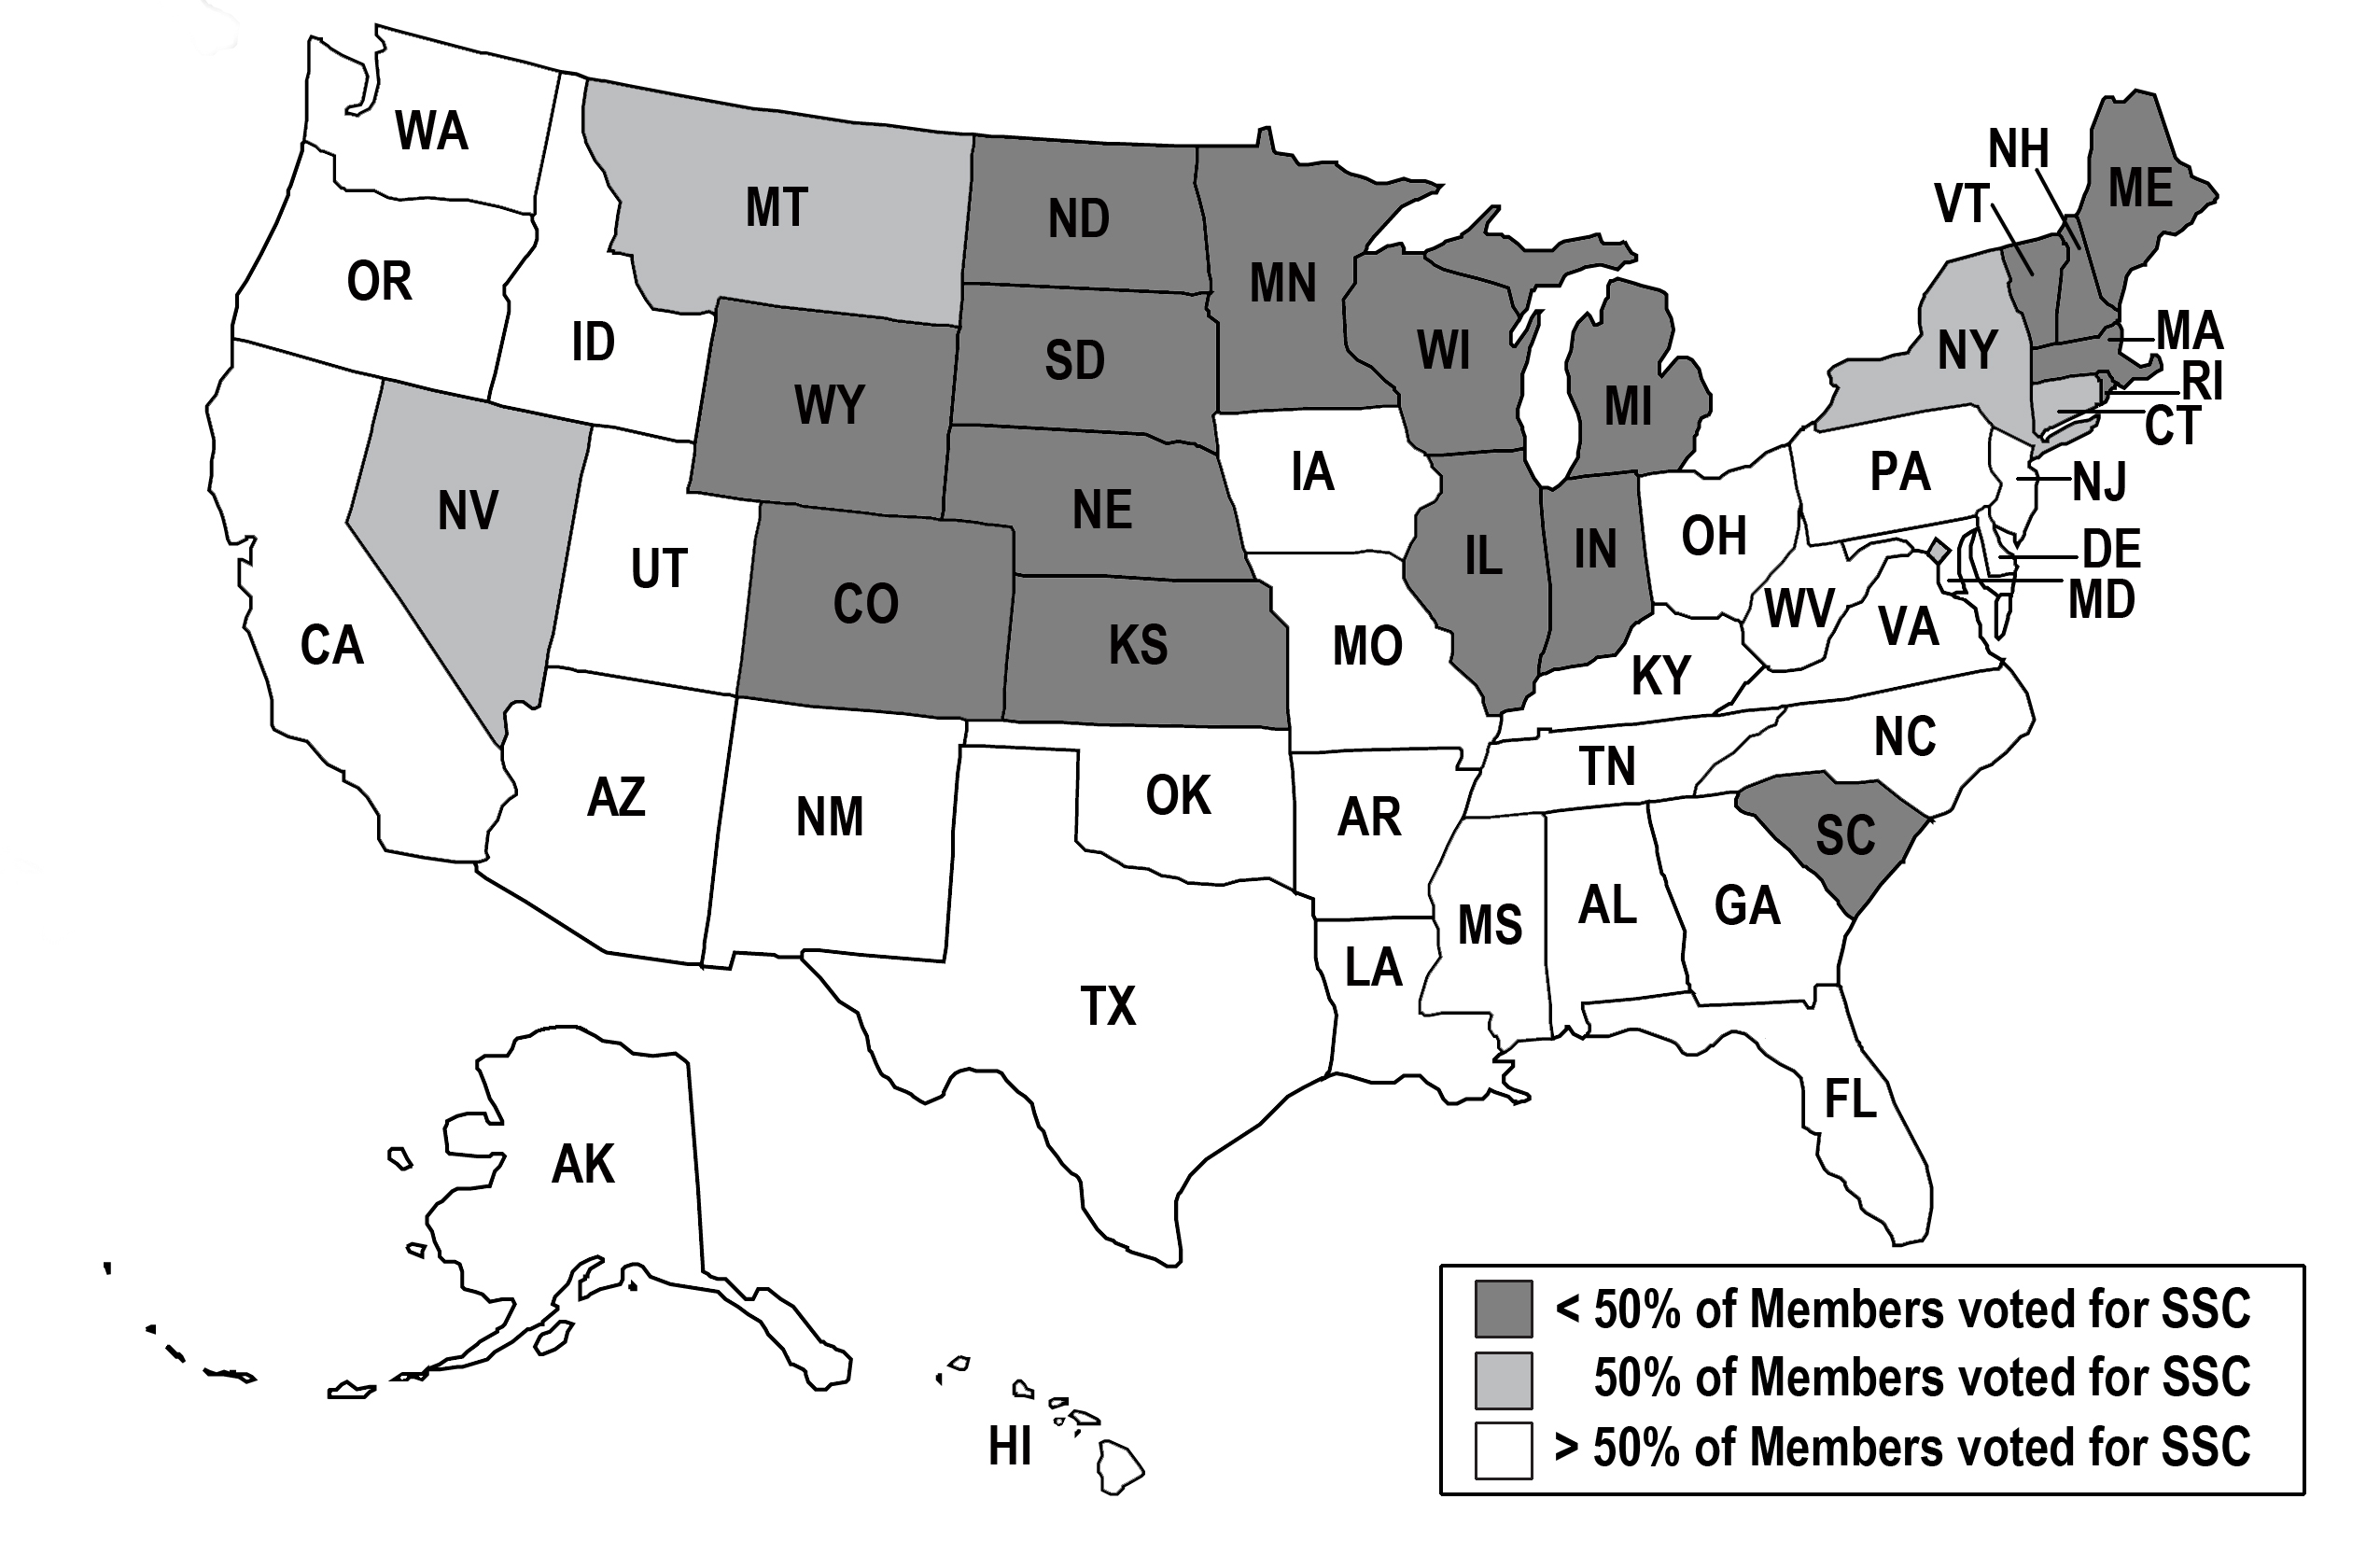 WA
NH
ME
VT
MT
ND
OR
MN
MA
ID
WI
NY
SD
RI
WY
MI
CT
IA
PA
NJ
NV
NE
OH
DE
IL
IN
UT
MD
CO
WV
VA
CA
KS
MO
KY
NC
TN
AZ
OK
NM
AR
SC
AL
GA
MS
LA
TX
FL
AK
HI
< 50% of Members voted for SSC
50% of Members voted for SSC
> 50% of Members voted for SSC